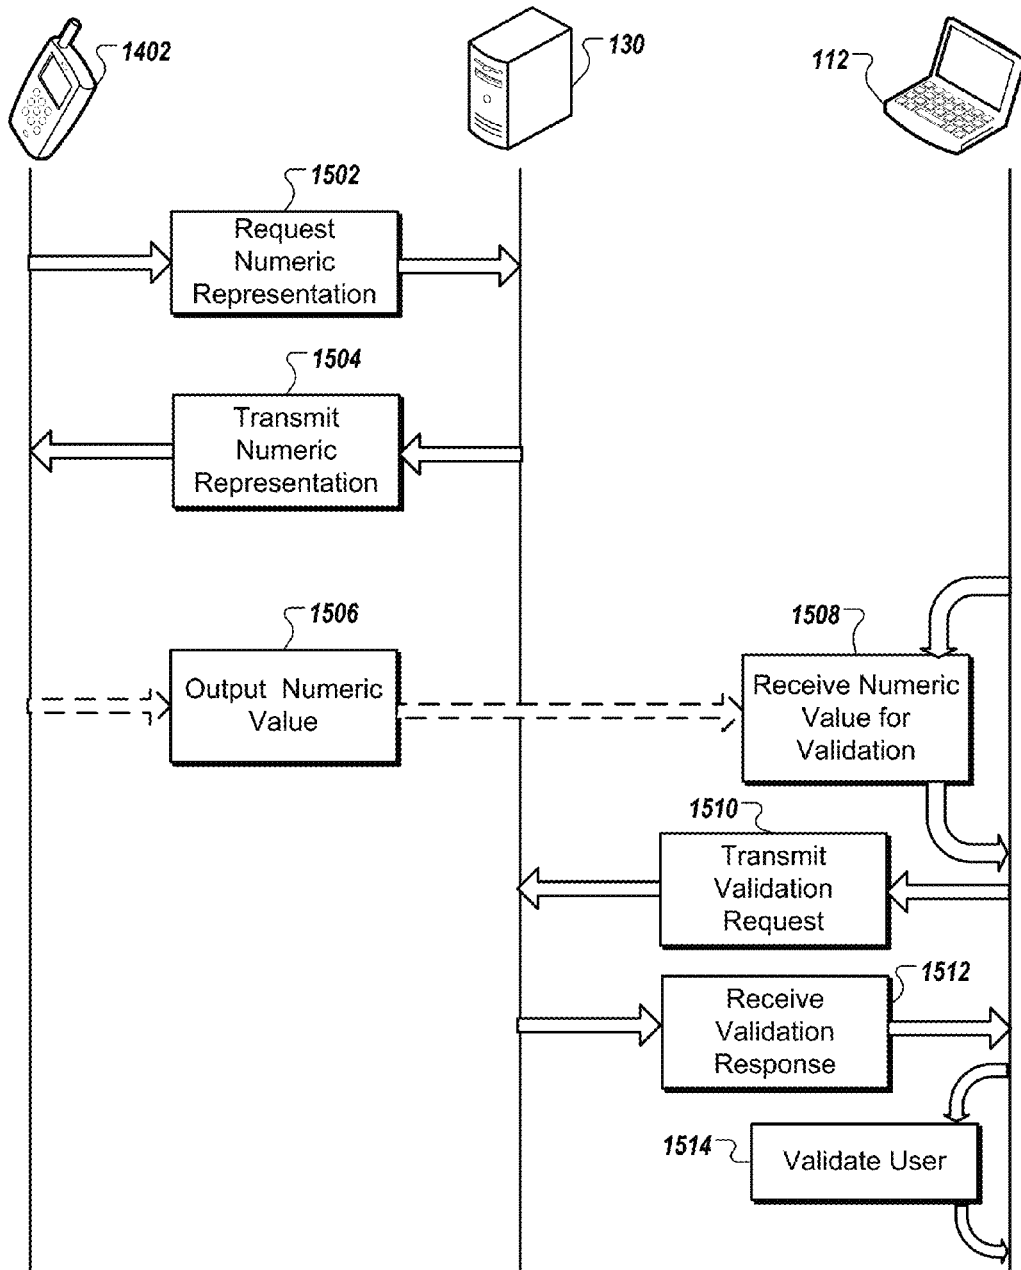 1402
130
112
1502
Request
Numeric
Representation
1504
Transmit
Numeric
Representation
1506
Output Numeric
Value
1508
Receive Numeric
Value for
Validation
1510
Transmit
Validation
Request
1512
Receive
Validation
Response
1514
Validate User